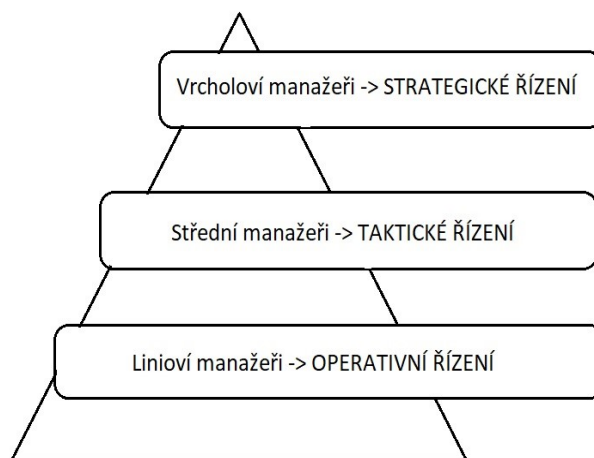 Vrcholoví manažeři -> STRATEGICKÉ ŘÍZENÍ
Střední manažeři -> TAKTICKÉ ŘÍZENÍ
Linioví manažeři -> OPERATIVNÍ ŘÍZENÍ